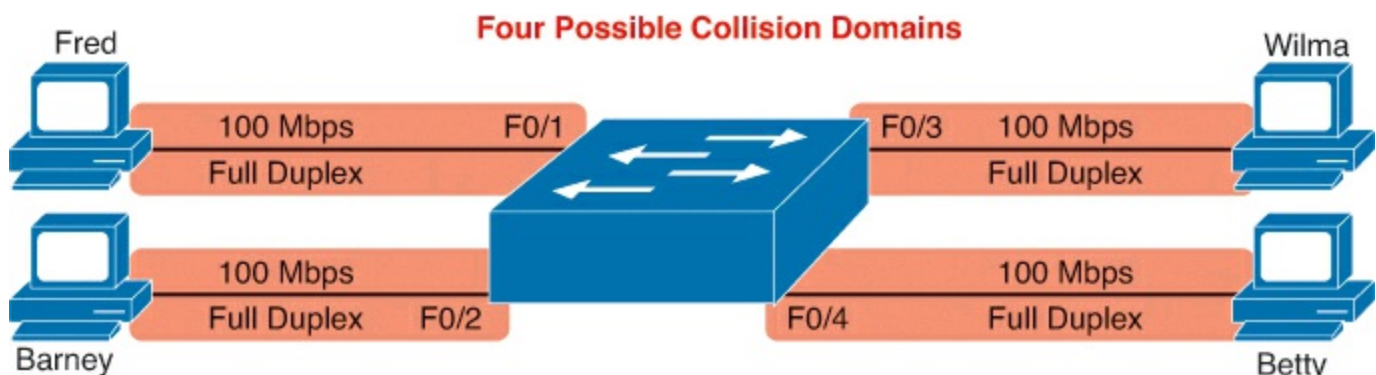 Four Possible Collision Domains
Fred
Wilma
100 Mbps F0/1
F0/3 100 Mbps
Full Duplex
Full Duplex
100 Mbps
100 Mbps
Full Duplex F0/2
F0/4 Full Duplex
Barney
Betty